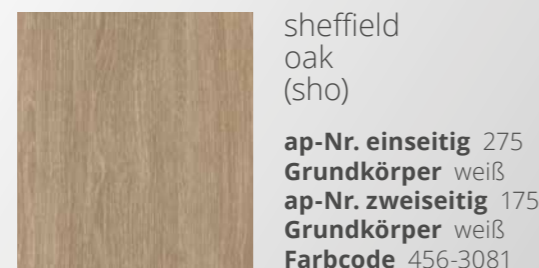 sheffield
oak
(sho)
ap-Nr. einseitig 275
Grundkörper weiß
ap-Nr. zweiseitig 175
Grundkörper weiß
Farbcode 456-3081